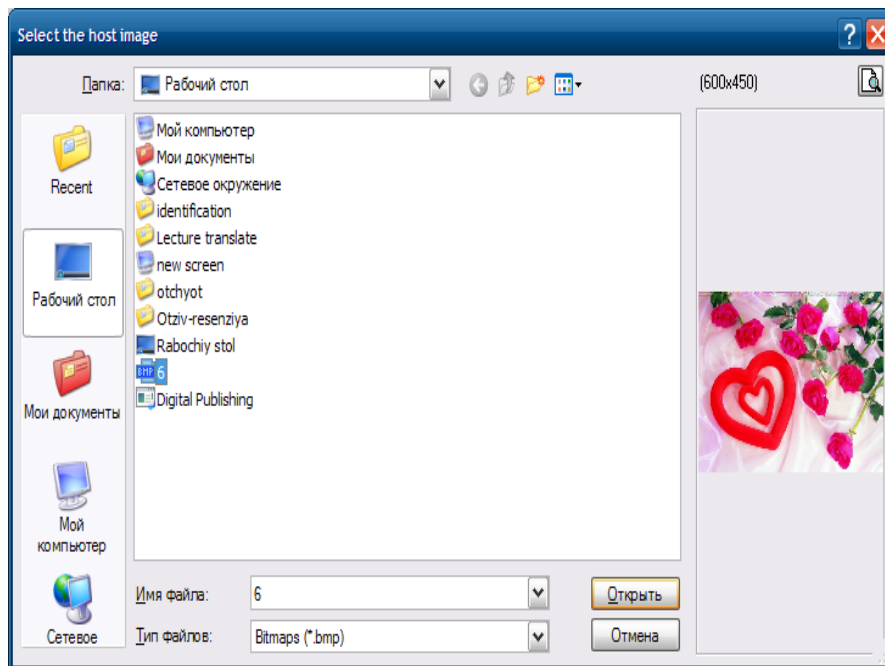 Select the host image
Папка:
Рабочий стол
(600x450)
Recent
Рабочий стол
Мои документы
Мой
компьютер
Сетевое
Мой компьютер
Мои документы
Сетевое окружение
identification
Lecture translate
new screen
otchyot
Otziv-resenziya
Rabochiy stol
BMP 6
Digital Publishing
Имя файла:
6
Открыть
Тип файлов:
Bitmaps (*.bmp)
Отмена